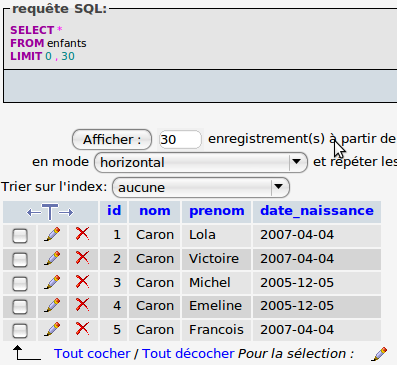 requête SQL:
SELECT *
FROM enfants
LIMIT 0 , 30
Afficher : 30 enregistrement(s) à partir de
en mode horizontal et répéter les
Trier sur l'index: aucune
id nom prenom date_naissance
1 Caron Lola 2007-04-04
2 Caron Victoire 2007-04-04
3 Caron Michel 2005-12-05
4 Caron Emeline 2005-12-05
5 Caron Francois 2007-04-04
Tout cocher / Tout décocher Pour la sélection :